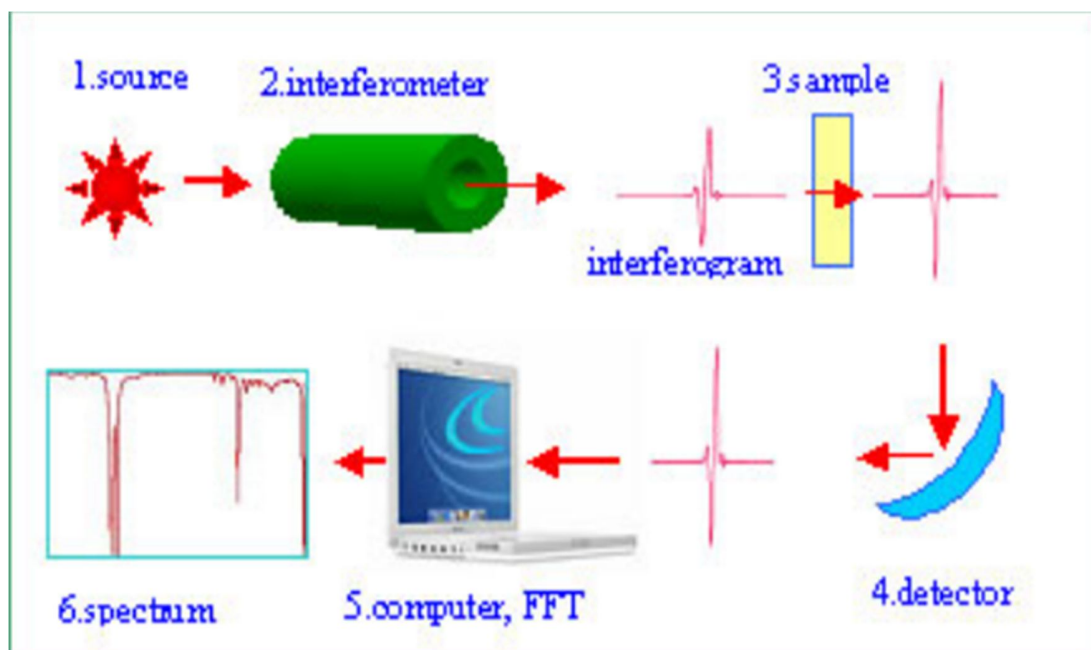 1.source
2.interferometer
3.sample
interferogram
4.detector
5.computer, FFT
6.spectrum